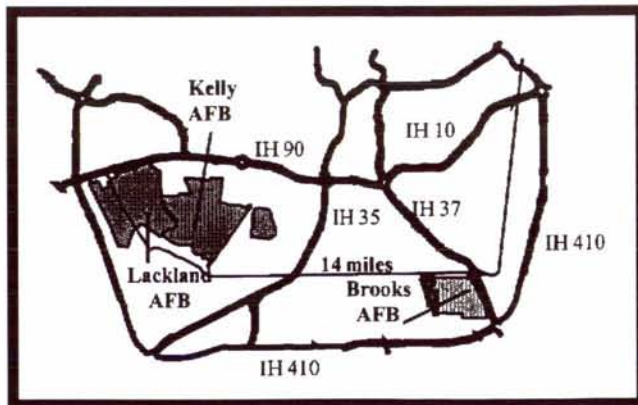 Kelly
AFB
IH 90
IH 10
IH 35
IH 37
IH 410
Lackland
AFB
14 miles
Brooks
AFB
IH 410